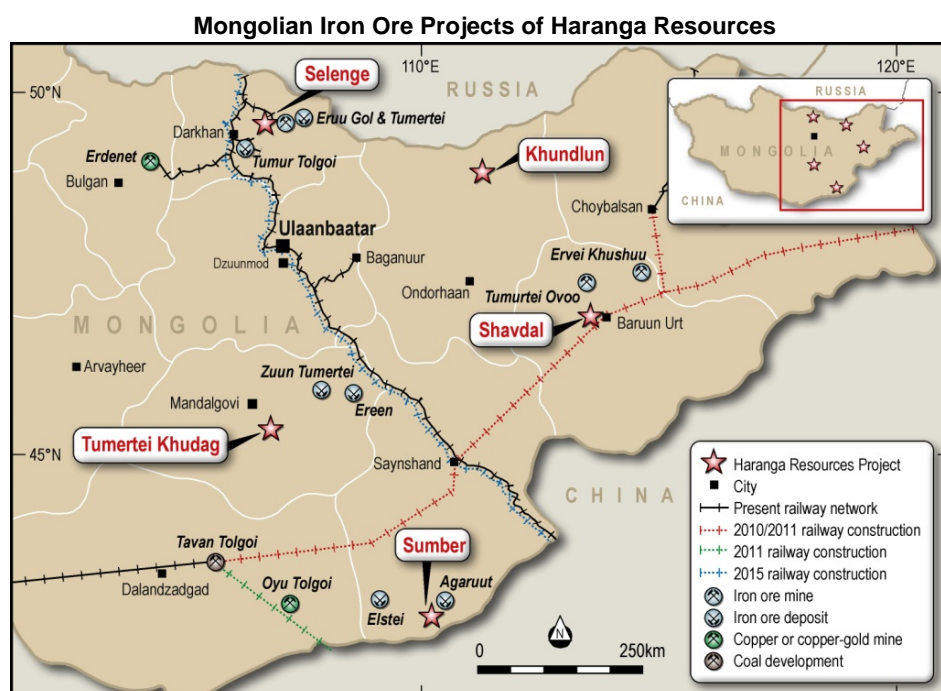 Mongolian Iron Ore Projects of Haranga Resources
110°E
120°E
50°N
Selenge
RUSSIA
RUSSIA
Eruu Gol & Tumertei
Darkhan
Erdenet
Tumur Tolgoi
Khundlun
MONGOLIA
Bulgan
CHINA
Choybalsan
Ulaanbaatar
Dzuunmod
Baganuur
Ervei Khushuu
Ondorhaan
Tumurtei Ovoo
MONGOLIA
Shavdal
Baruun Urt
Arvayheer
Zuun Tumertei
Mandalgovi
Ereen
Tumertei Khudag
45°N
Saynshand
CHINA
Haranga Resources Project
City
Present railway network
2010/2011 railway construction
2011 railway construction
2015 railway construction
Iron ore mine
Iron ore deposit
Copper or copper-gold mine
Coal development
Tavan Tolgoi
Sumber
Dalandzadgad
Oyu Tolgoi
Agaruut
Elstei
N
0
250km